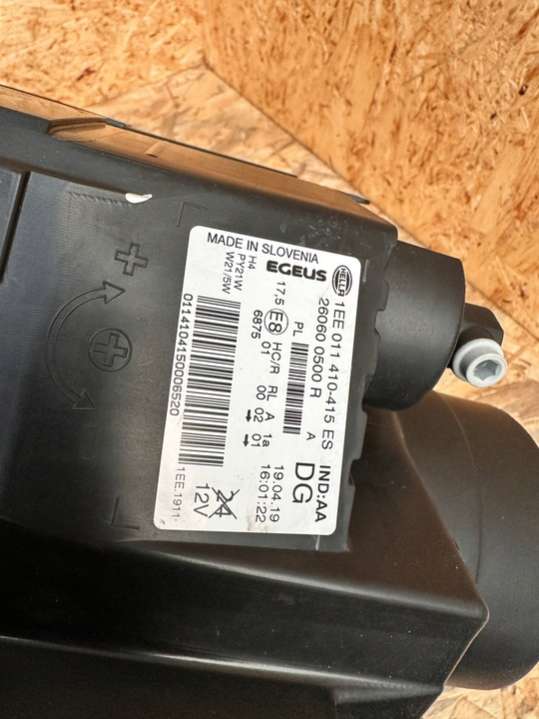 MADE IN SLOVENIA
EGEUS
HELLA
1EE 011 410-415 ES IND:AA
26060 0500 R A DG
PL
H4
PY21W
W21/5W
17,5 E8 HC/R RL A 1a
6875 01 00 02 01
19.04.19
16:01:22
0114104150006520
1EE.1911
24
12V